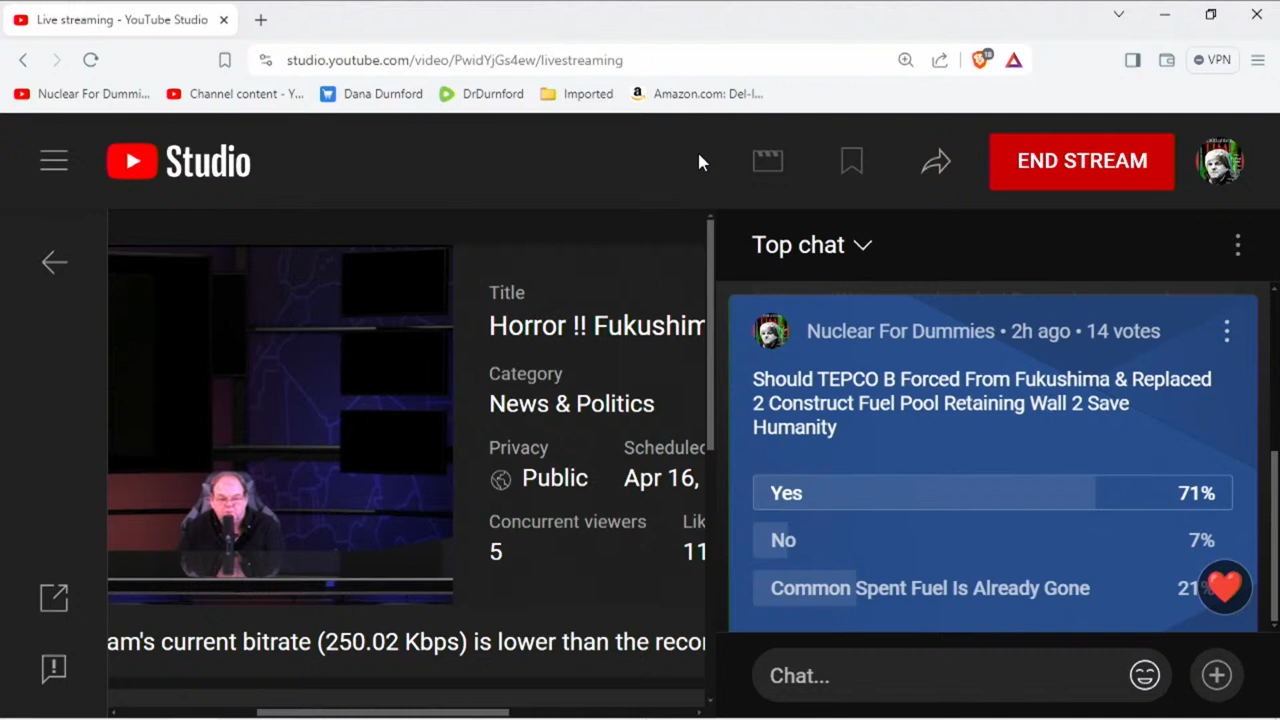 Live streaming - YouTube Studio
studio.youtube.com/video/PwidYjGs4ew/livestreaming
18
VPN
Nuclear For Dummi...
Channel content - Y...
Dana Durnford
DrDurnford
Imported
Amazon.com: Del-I...
Studio
END STREAM
Title
Horror !! Fukushim
Category
News & Politics
Privacy
Scheduled
Public
Apr 16,
Concurrent viewers
Lik
5
11
am's current bitrate (250.02 Kbps) is lower than the recor
Top chat
Nuclear For Dummies • 2h ago • 14 votes
Should TEPCO B Forced From Fukushima & Replaced
2 Construct Fuel Pool Retaining Wall 2 Save
Humanity
Yes 71%
No 7%
Common Spent Fuel Is Already Gone 21%
Chat...